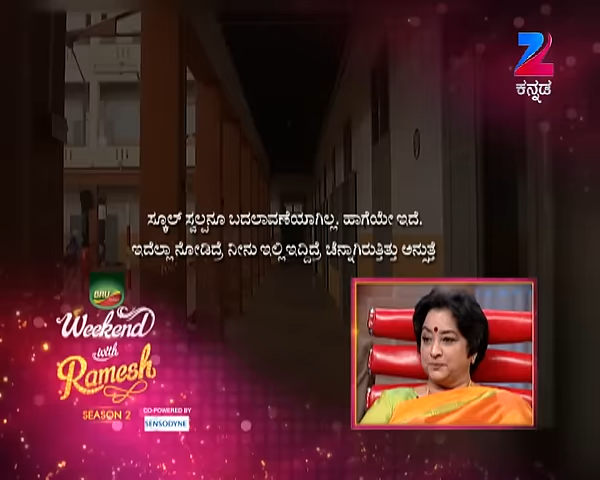 Z
ಕನ್ನಡ
ಸ್ಕೂಲ್ ಸ್ವಲ್ಪನೂ ಬದಲಾವಣೆಯಾಗಿಲ್ಲ. ಹಾಗೆಯೇ ಇದೆ.
ಇದೆಲ್ಲಾ ನೋಡಿದ್ರೆ ನೀನು ಇಲ್ಲಿ ಇದ್ದಿದ್ರೆ ಚೆನ್ನಾಗಿರುತ್ತಿತ್ತು ಅನ್ಸುತ್ತೆ
BRU
Weekend
with
Ramesh
SEASON 2
CO-POWERED BY
SENSODYNE